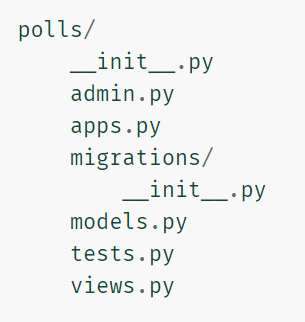 polls/
    __init__.py
    admin.py
    apps.py
    migrations/
        __init__.py
    models.py
    tests.py
    views.py